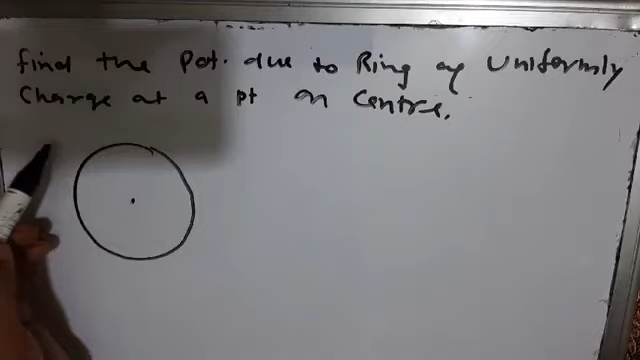 find the Pot. due to Ring of Uniformly
Charge at a pt on Centre.